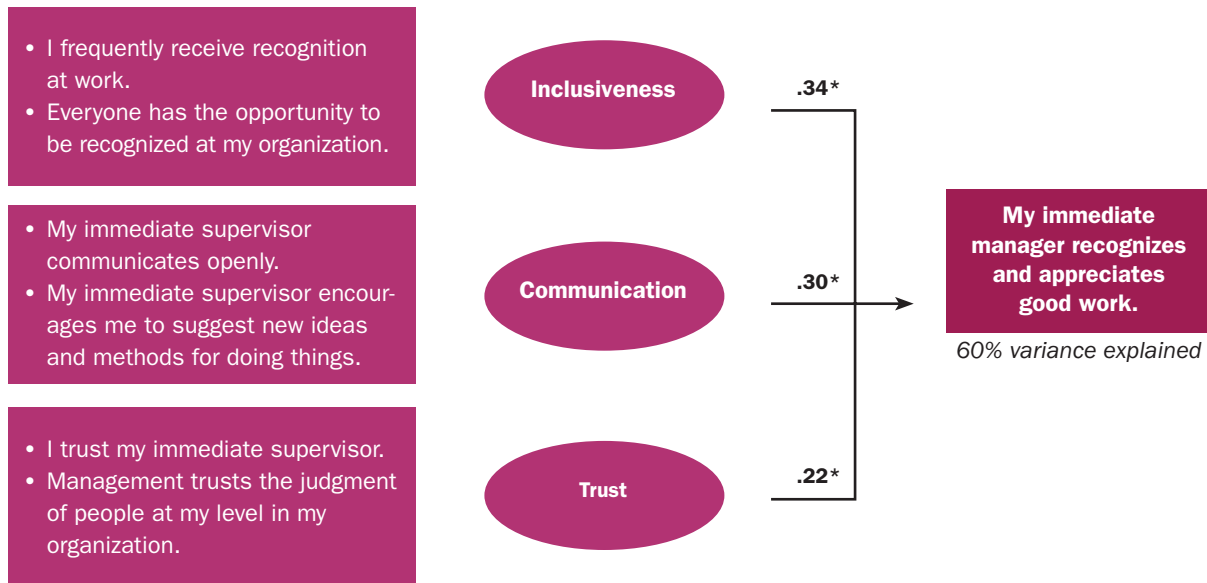 • I frequently receive recognition
at work.
• Everyone has the opportunity to
be recognized at my organization.
Inclusiveness
.34*
• My immediate supervisor
communicates openly.
• My immediate supervisor encour-
ages me to suggest new ideas
and methods for doing things.
Communication
.30*
My immediate
manager recognizes
and appreciates
good work.
60% variance explained
• I trust my immediate supervisor.
• Management trusts the judgment
of people at my level in my
organization.
Trust
.22*